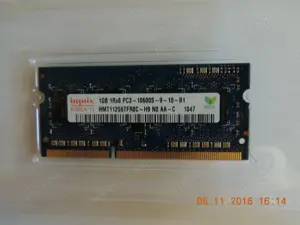 hynix
1GB 1Rx8 PC3-10600S-9-10-B1
HMT112S6TFR8C-H9 N0 AA-C 1047
06.11.2016 16:14